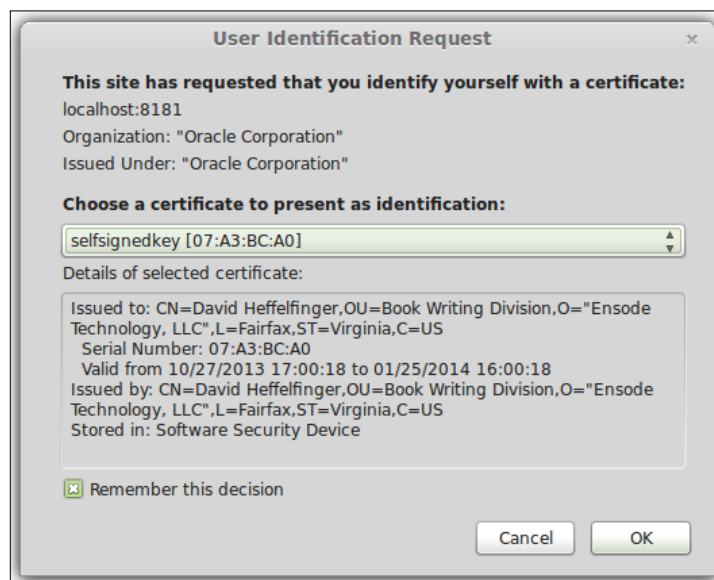 User Identification Request
This site has requested that you identify yourself with a certificate:
localhost:8181
Organization: "Oracle Corporation"
Issued Under: "Oracle Corporation"
Choose a certificate to present as identification:
selfsignedkey [07:A3:BC:A0]
Details of selected certificate:
Issued to: CN=David Heffelfinger,OU=Book Writing Division,O="Ensode
Technology, LLC",L=Fairfax,ST=Virginia,C=US
Serial Number: 07:A3:BC:A0
Valid from 10/27/2013 17:00:18 to 01/25/2014 16:00:18
Issued by: CN=David Heffelfinger,OU=Book Writing Division,O="Ensode
Technology, LLC",L=Fairfax,ST=Virginia,C=US
Stored in: Software Security Device
Remember this decision
Cancel OK